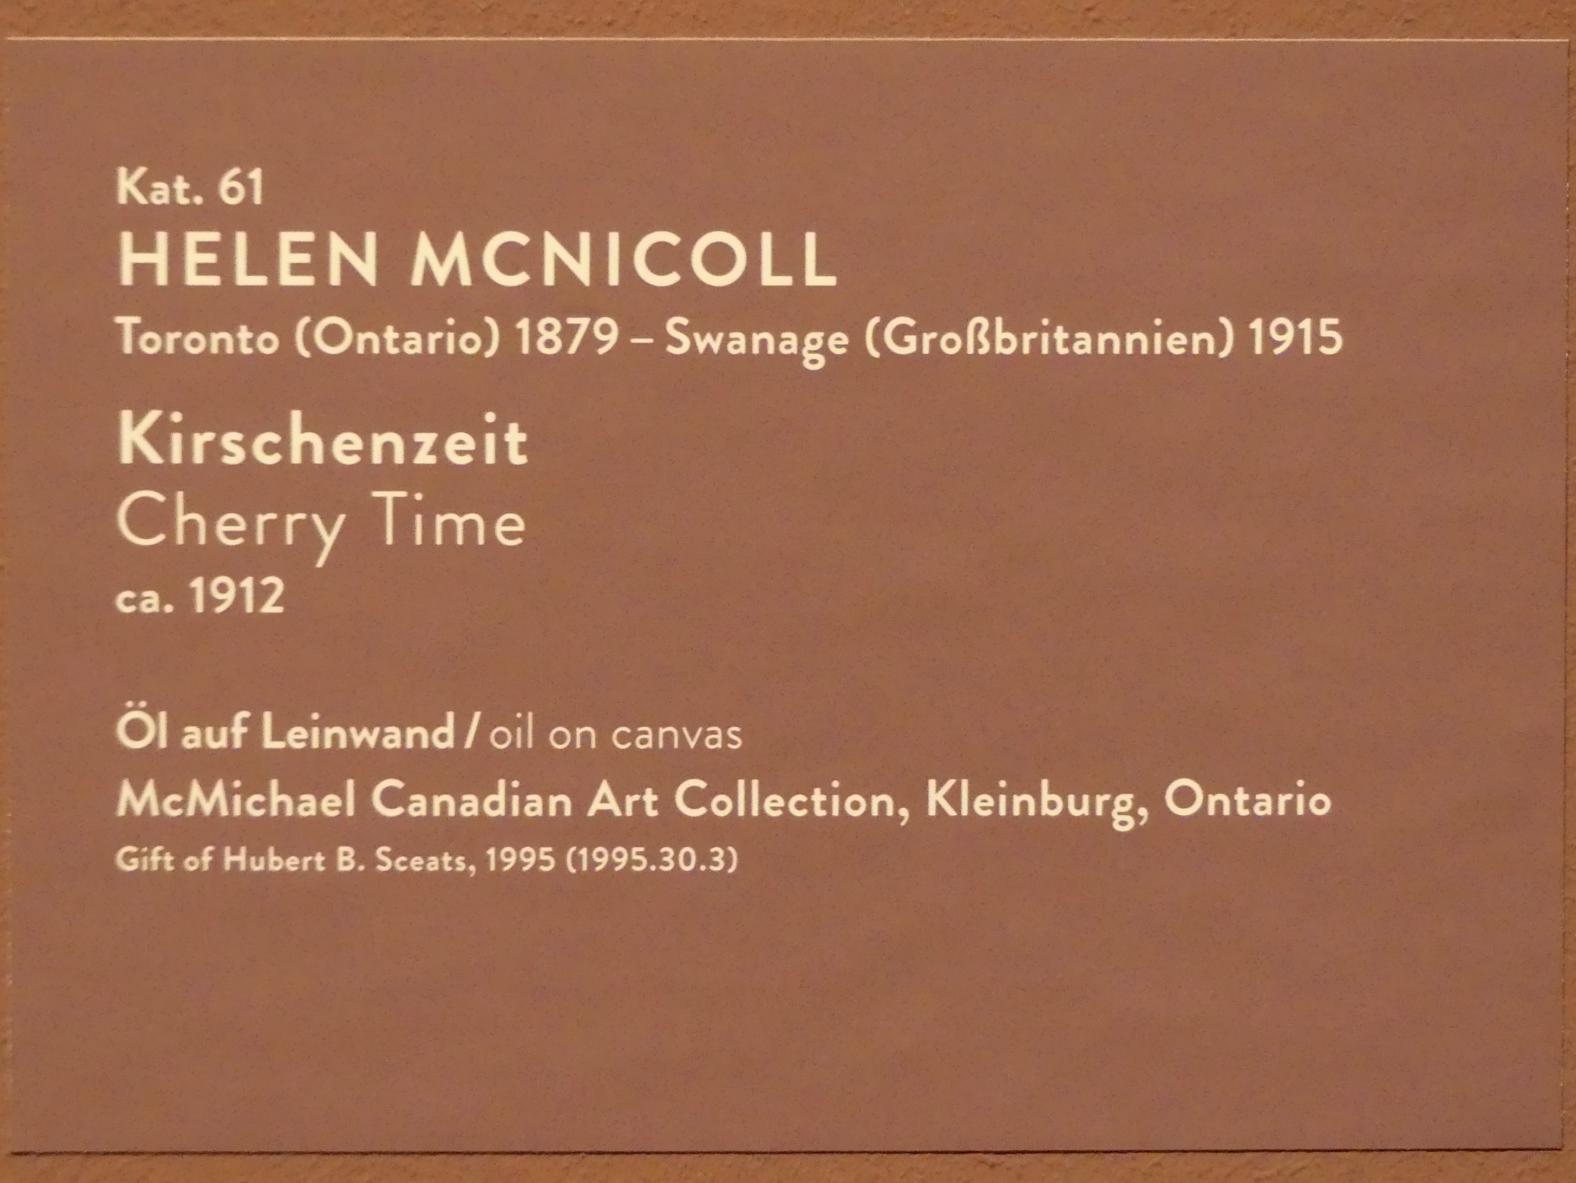 Kat. 61
HELEN MCNICOLL
Toronto (Ontario) 1879 – Swanage (Großbritannien) 1915
Kirschenzeit
Cherry Time
ca. 1912
Öl auf Leinwand / oil on canvas
McMichael Canadian Art Collection, Kleinburg, Ontario
Gift of Hubert B. Sceats, 1995 (1995.30.3)